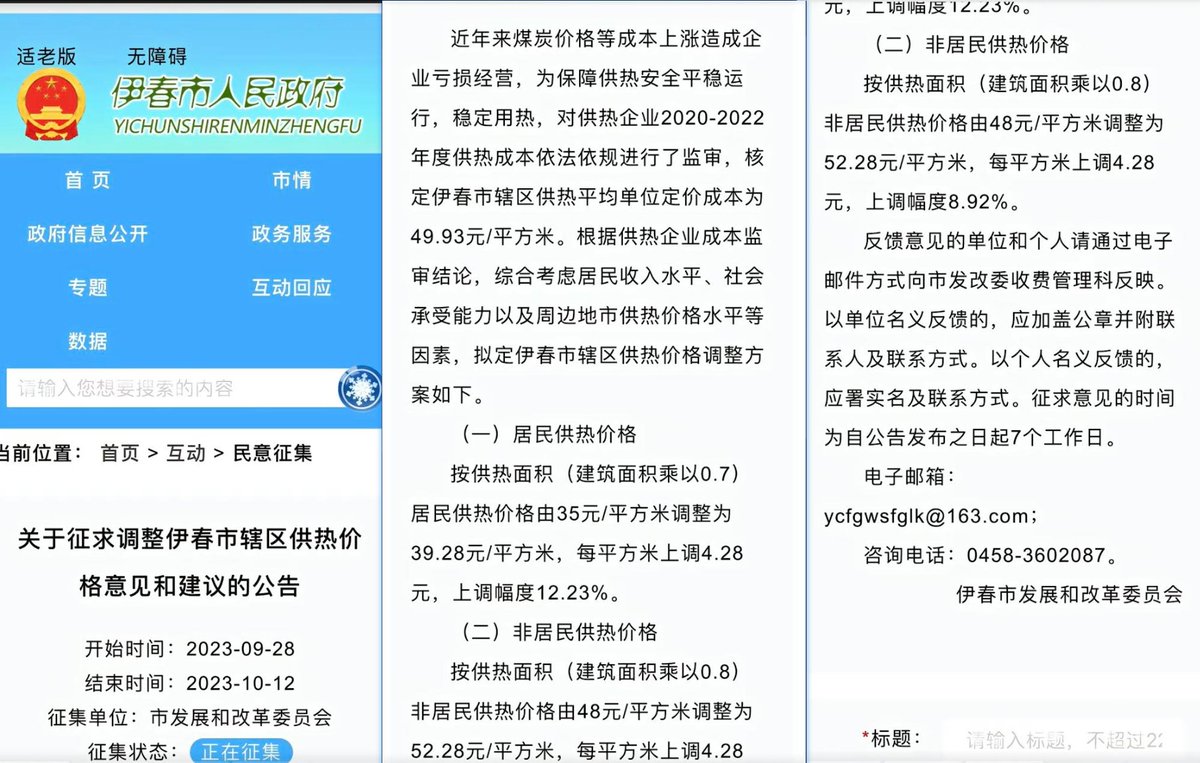 适老版 无障碍
伊春市人民政府
YICHUNSHIRENMINZHENGFU
首 页 市情
政府信息公开 政务服务
专题 互动回应
数据
请输入您想要搜索的内容
当前位置： 首页 > 互动 > 民意征集
关于征求调整伊春市辖区供热价
格意见和建议的公告
开始时间：2023-09-28
结束时间：2023-10-12
征集单位：市发展和改革委员会
征集状态：正在征集
近年来煤炭价格等成本上涨造成企
业亏损经营，为保障供热安全平稳运
行，稳定用热，对供热企业2020-2022
年度供热成本依法依规进行了监审，核
定伊春市辖区供热平均单位定价成本为
49.93元/平方米。根据供热企业成本监
审结论，综合考虑居民收入水平、社会
承受能力以及周边地市供热价格水平等
因素，拟定伊春市辖区供热价格调整方
案如下。
（一）居民供热价格
按供热面积（建筑面积乘以0.7）
居民供热价格由35元/平方米调整为
39.28元/平方米，每平方米上调4.28
元，上调幅度12.23%。
（二）非居民供热价格
按供热面积（建筑面积乘以0.8）
非居民供热价格由48元/平方米调整为
52.28元/平方米，每平方米上调4.28
元，上调幅度12.23%。
（二）非居民供热价格
按供热面积（建筑面积乘以0.8）
非居民供热价格由48元/平方米调整为
52.28元/平方米，每平方米上调4.28
元，上调幅度8.92%。
反馈意见的单位和个人请通过电子
邮件方式向市发改委收费管理科反映。
以单位名义反馈的，应加盖公章并附联
系人及联系方式。以个人名义反馈的，
应署实名及联系方式。征求意见的时间
为自公告发布之日起7个工作日。
电子邮箱：
ycfgwsfglk@163.com；
咨询电话：0458-3602087。
伊春市发展和改革委员会
*标题： 请输入标题，不超过22